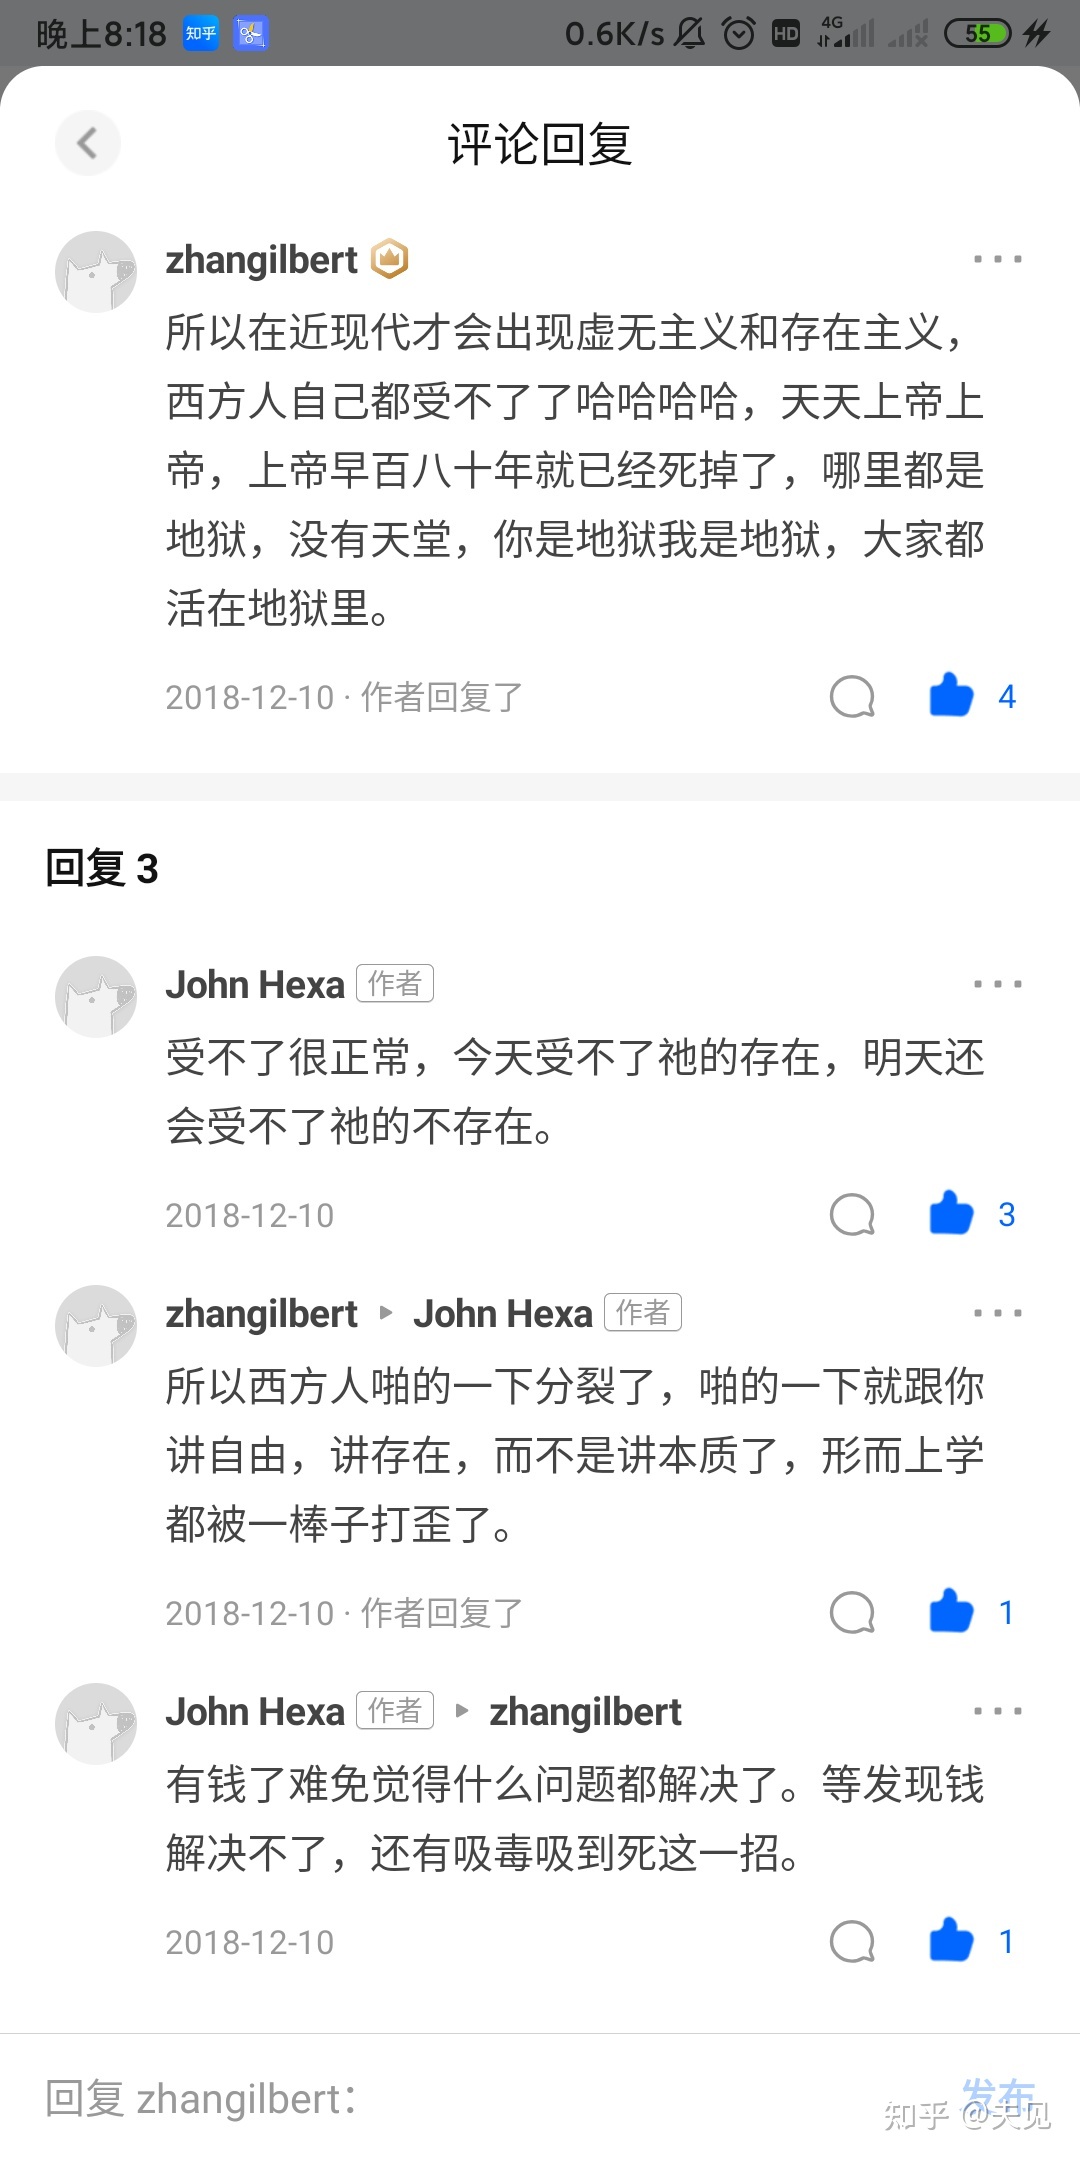 晚上8:18 知乎 0.6K/s HD 4G 55
评论回复
zhangilbert
所以在近现代才会出现虚无主义和存在主义，
西方人自己都受不了了哈哈哈哈，天天上帝上
帝，上帝早百八十年就已经死掉了，哪里都是
地狱，没有天堂，你是地狱我是地狱，大家都
活在地狱里。
2018-12-10 · 作者回复了 4
回复 3
John Hexa 作者
受不了很正常，今天受不了祂的存在，明天还
会受不了祂的不存在。
2018-12-10 3
zhangilbert ▸ John Hexa 作者
所以西方人啪的一下分裂了，啪的一下就跟你
讲自由，讲存在，而不是讲本质了，形而上学
都被一棒子打歪了。
2018-12-10 · 作者回复了 1
John Hexa 作者 ▸ zhangilbert
有钱了难免觉得什么问题都解决了。等发现钱
解决不了，还有吸毒吸到死这一招。
2018-12-10 1
回复 zhangilbert： 发布
知乎 @天见